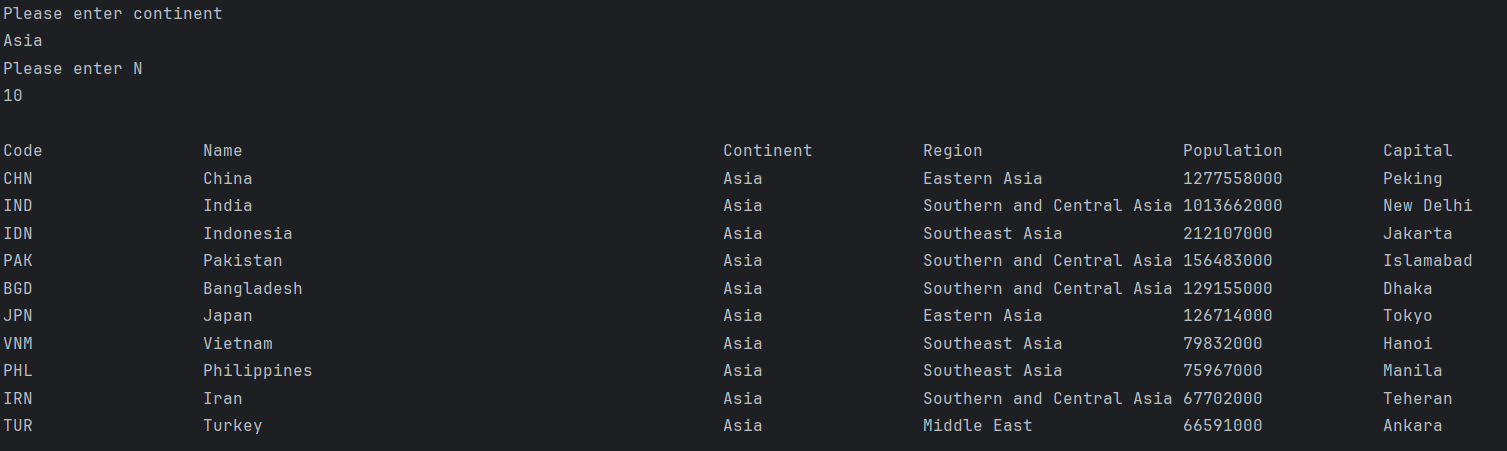 Please enter continent
Asia
Please enter N
10
Code Name Continent Region Population Capital
CHN China Asia Eastern Asia 1277558000 Peking
IND India Asia Southern and Central Asia 1013662000 New Delhi
IDN Indonesia Asia Southeast Asia 212107000 Jakarta
PAK Pakistan Asia Southern and Central Asia 156483000 Islamabad
BGD Bangladesh Asia Southern and Central Asia 129155000 Dhaka
JPN Japan Asia Eastern Asia 126714000 Tokyo
VNM Vietnam Asia Southeast Asia 79832000 Hanoi
PHL Philippines Asia Southeast Asia 75967000 Manila
IRN Iran Asia Southern and Central Asia 67702000 Teheran
TUR Turkey Asia Middle East 66591000 Ankara